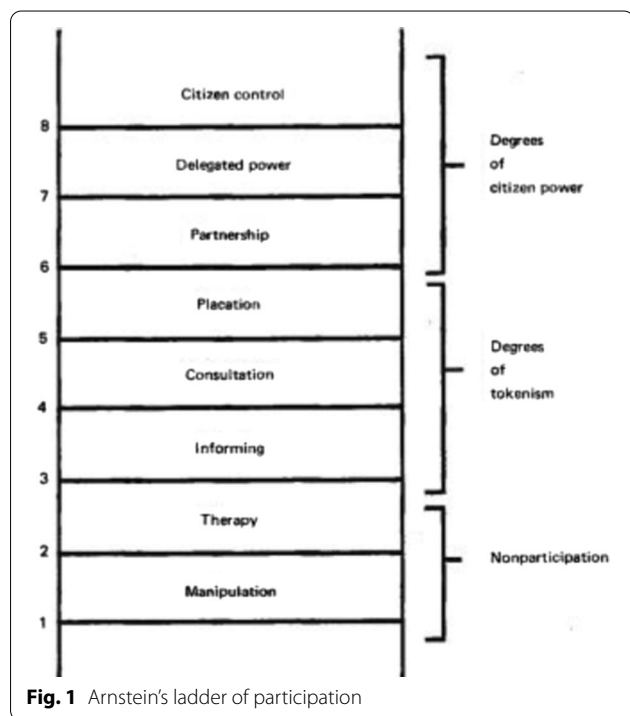 Citizen control
8
Delegated power
7
Partnership
6
Placation
5
Consultation
4
Informing
3
Therapy
2
Manipulation
1
Degrees
of
citizen power
Degrees
of
tokenism
Nonparticipation
Fig. 1 Arnstein's ladder of participation